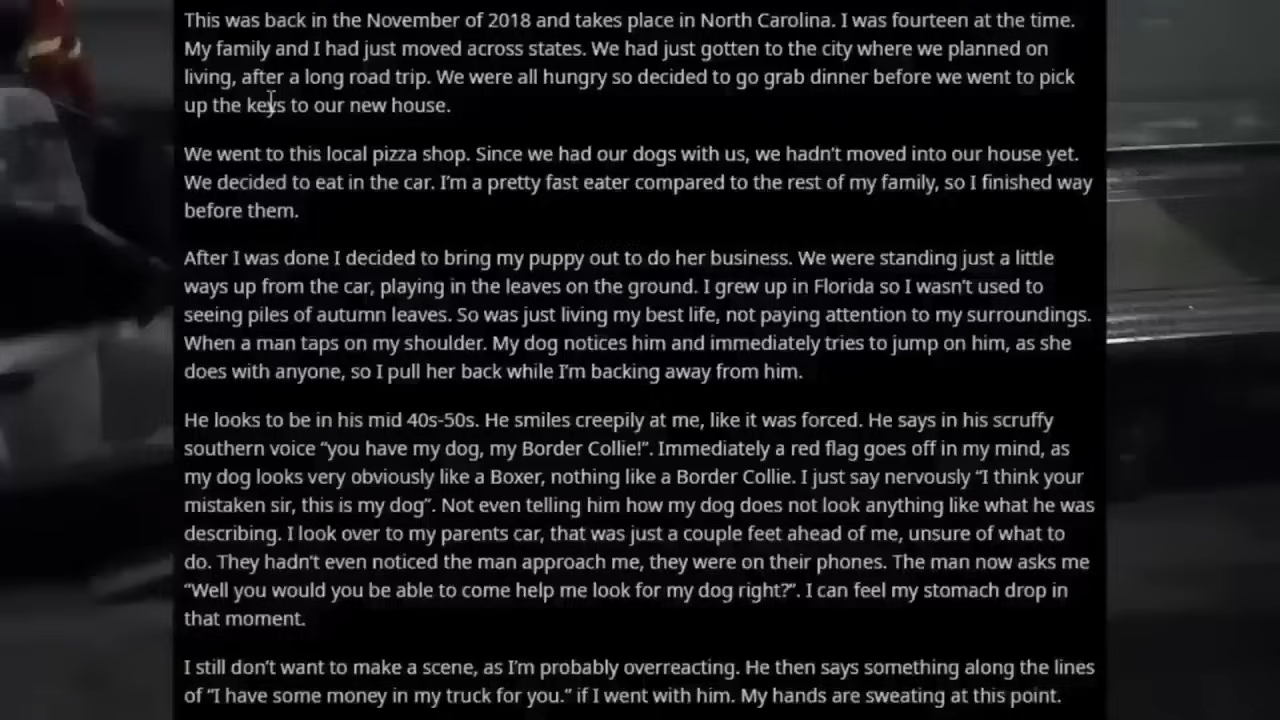 This was back in the November of 2018 and takes place in North Carolina. I was fourteen at the time.
My family and I had just moved across states. We had just gotten to the city where we planned on
living, after a long road trip. We were all hungry so decided to go grab dinner before we went to pick
up the keys to our new house.
We went to this local pizza shop. Since we had our dogs with us, we hadn't moved into our house yet.
We decided to eat in the car. I'm a pretty fast eater compared to the rest of my family, so I finished way
before them.
After I was done I decided to bring my puppy out to do her business. We were standing just a little
ways up from the car, playing in the leaves on the ground. I grew up in Florida so I wasn't used to
seeing piles of autumn leaves. So was just living my best life, not paying attention to my surroundings.
When a man taps on my shoulder. My dog notices him and immediately tries to jump on him, as she
does with anyone, so I pull her back while I'm backing away from him.
He looks to be in his mid 40s-50s. He smiles creepily at me, like it was forced. He says in his scruffy
southern voice “you have my dog, my Border Collie!”. Immediately a red flag goes off in my mind, as
my dog looks very obviously like a Boxer, nothing like a Border Collie. I just say nervously “I think your
mistaken sir, this is my dog”. Not even telling him how my dog does not look anything like what he was
describing. I look over to my parents car, that was just a couple feet ahead of me, unsure of what to
do. They hadn't even noticed the man approach me, they were on their phones. The man now asks me
“Well you would you be able to come help me look for my dog right?”. I can feel my stomach drop in
that moment.
I still don't want to make a scene, as I'm probably overreacting. He then says something along the lines
of “I have some money in my truck for you.” if I went with him. My hands are sweating at this point.